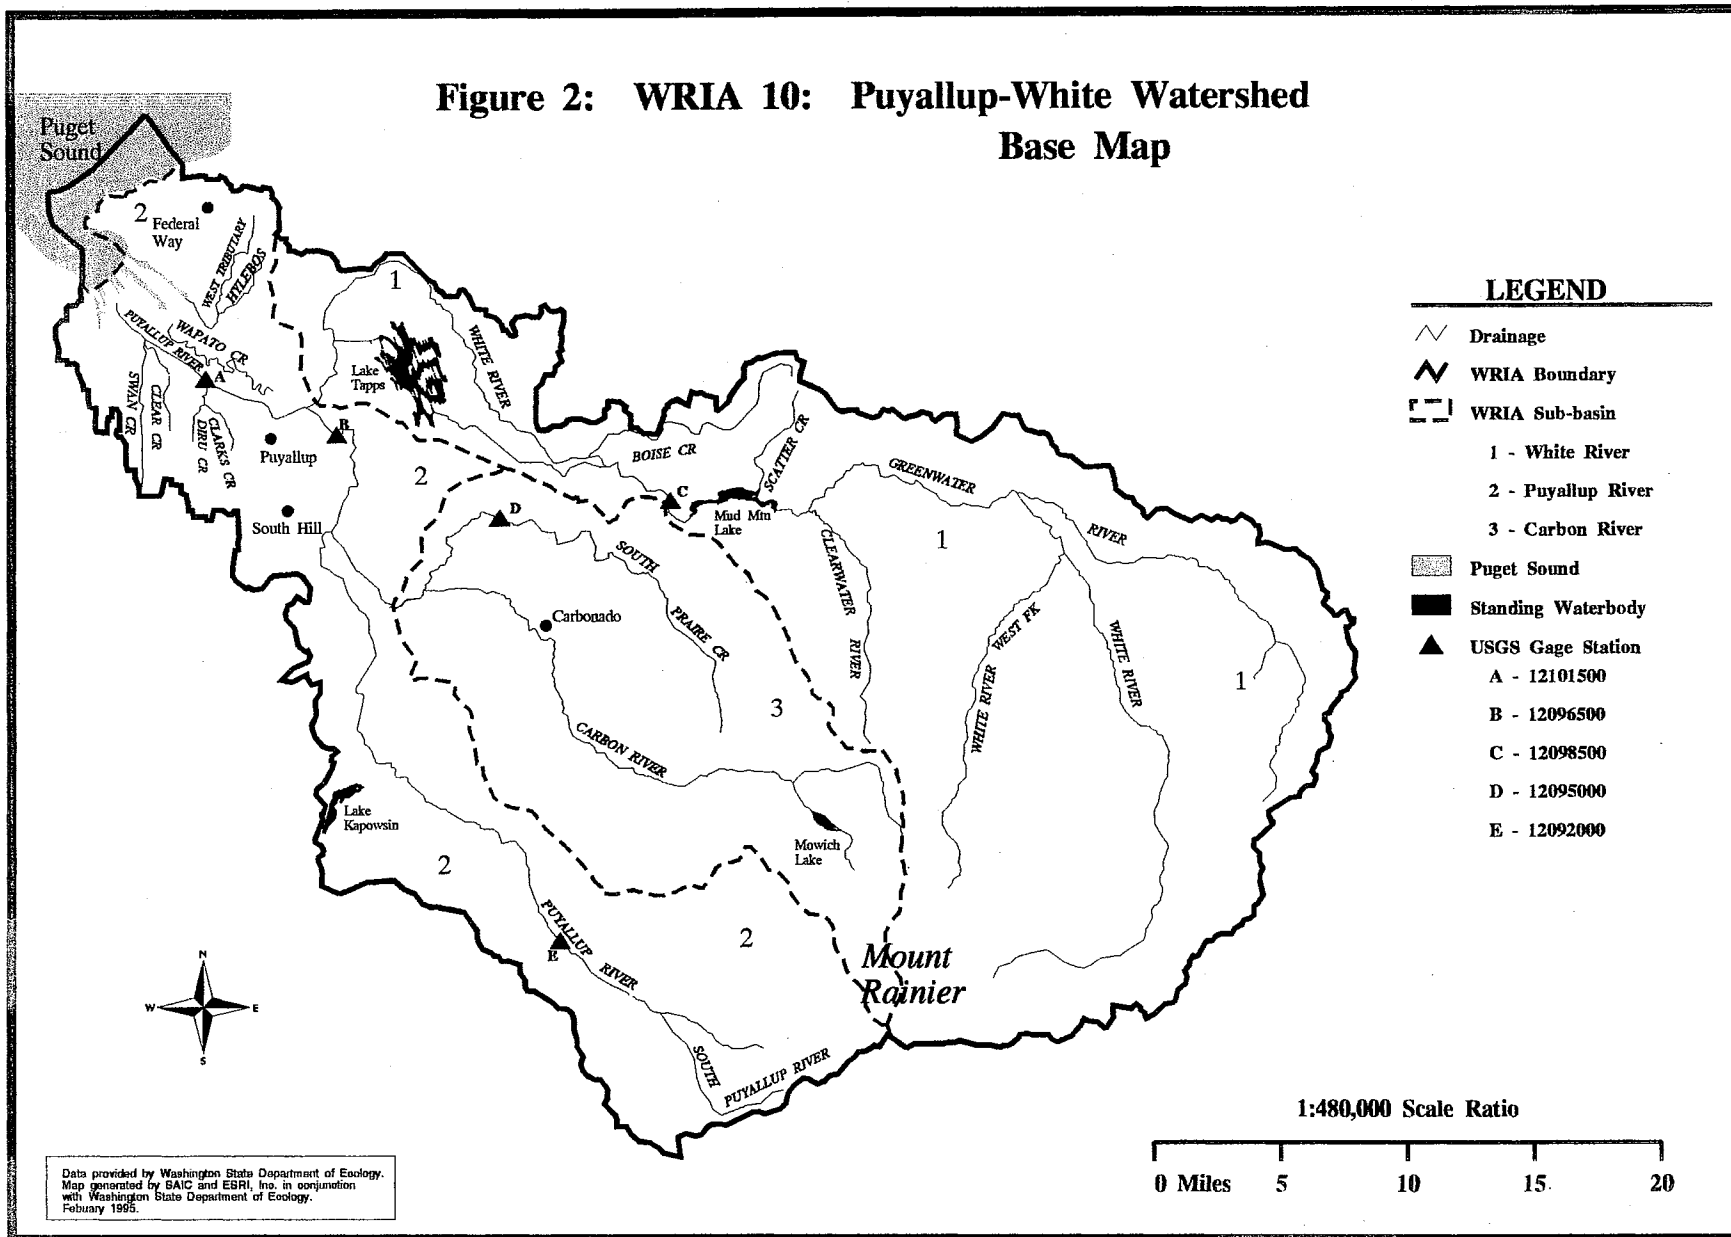 Figure 2: WRIA 10: Puyallup-White Watershed
Base Map
Puget
Sound
2
Federal
Way
WEST TRIBUTARY
HYLEBOS
1
WAPATO CR
PUYALLUP RIVER
A
SWAN CR
CLEAR CR
CLARKS CR
DIRU CR
Lake
Tapps
WHITE RIVER
B
Puyallup
2
BOISE CR
SCATTER CR
GREENWATER
RIVER
C
Mud Mtn
Lake
D
South Hill
SOUTH
PRAIRE CR
CLEARWATER
RIVER
1
WEST FK
WHITE RIVER
WHITE RIVER
1
Carbonado
3
CARBON RIVER
Lake
Kapowsin
Mowich
Lake
2
PUYALLUP
RIVER
E
2
Mount
Rainier
SOUTH
PUYALLUP RIVER
N
W
E
S
LEGEND
Drainage
WRIA Boundary
WRIA Sub-basin
1 - White River
2 - Puyallup River
3 - Carbon River
Puget Sound
Standing Waterbody
USGS Gage Station
A - 12101500
B - 12096500
C - 12098500
D - 12095000
E - 12092000
1:480,000 Scale Ratio
0 Miles 5 10 15 20
Data provided by Washington State Department of Ecology.
Map generated by SAIC and ESRI, Inc. in conjunction
with Washington State Department of Ecology.
Febuary 1995.